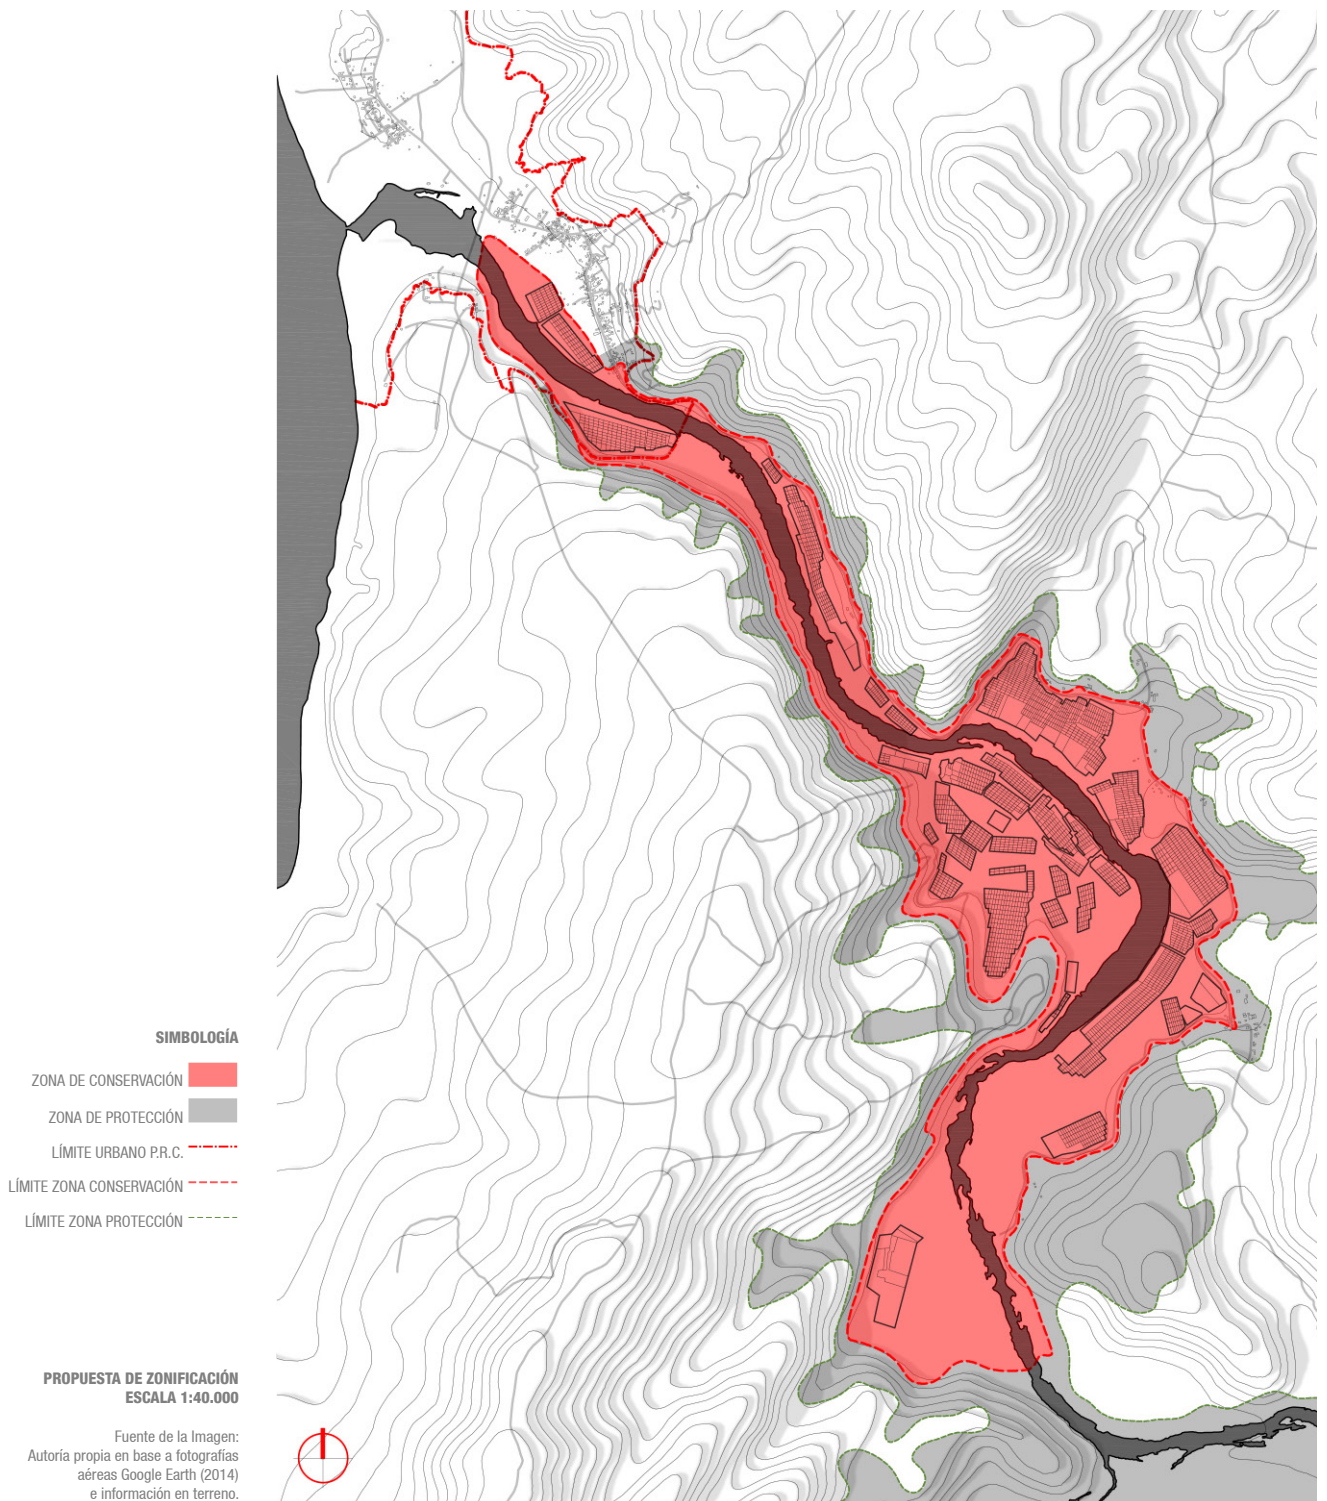 SIMBOLOGÍA
ZONA DE CONSERVACIÓN
ZONA DE PROTECCIÓN
LÍMITE URBANO P.R.C.
LÍMITE ZONA CONSERVACIÓN
LÍMITE ZONA PROTECCIÓN
PROPUESTA DE ZONIFICACIÓN
ESCALA 1:40.000
Fuente de la Imagen:
Autoría propia en base a fotografías
aéreas Google Earth (2014)
e información en terreno.